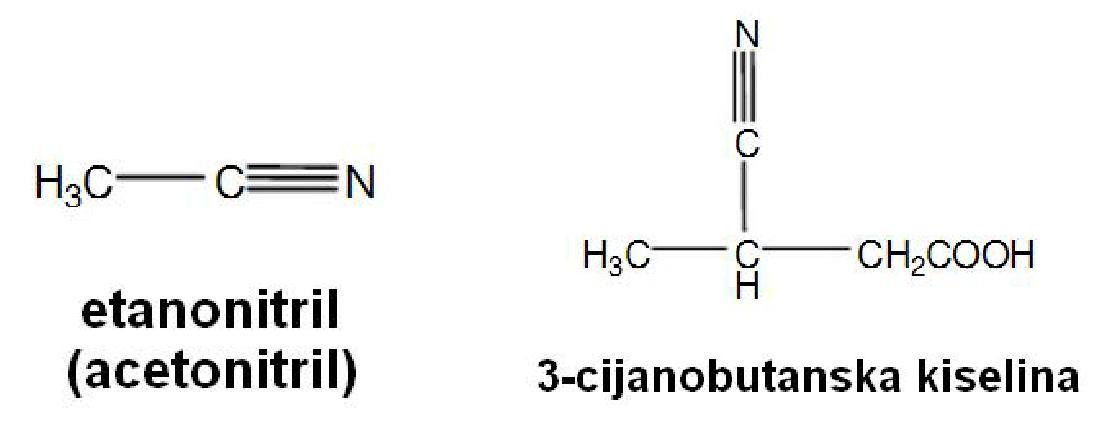 H₃C—C≡N
etanonitril
(acetonitril)
N
C
H₃C—C—CH₂COOH
H
3-cijanobutanska kiselina